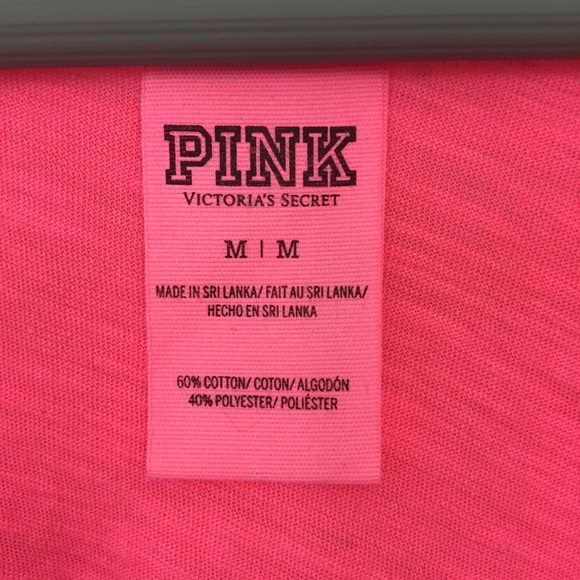 PINK
VICTORIA'S SECRET
M | M
MADE IN SRI LANKA/ FAIT AU SRI LANKA/
HECHO EN SRI LANKA
60% COTTON/ COTON/ ALGODÓN
40% POLYESTER/ POLIÉSTER